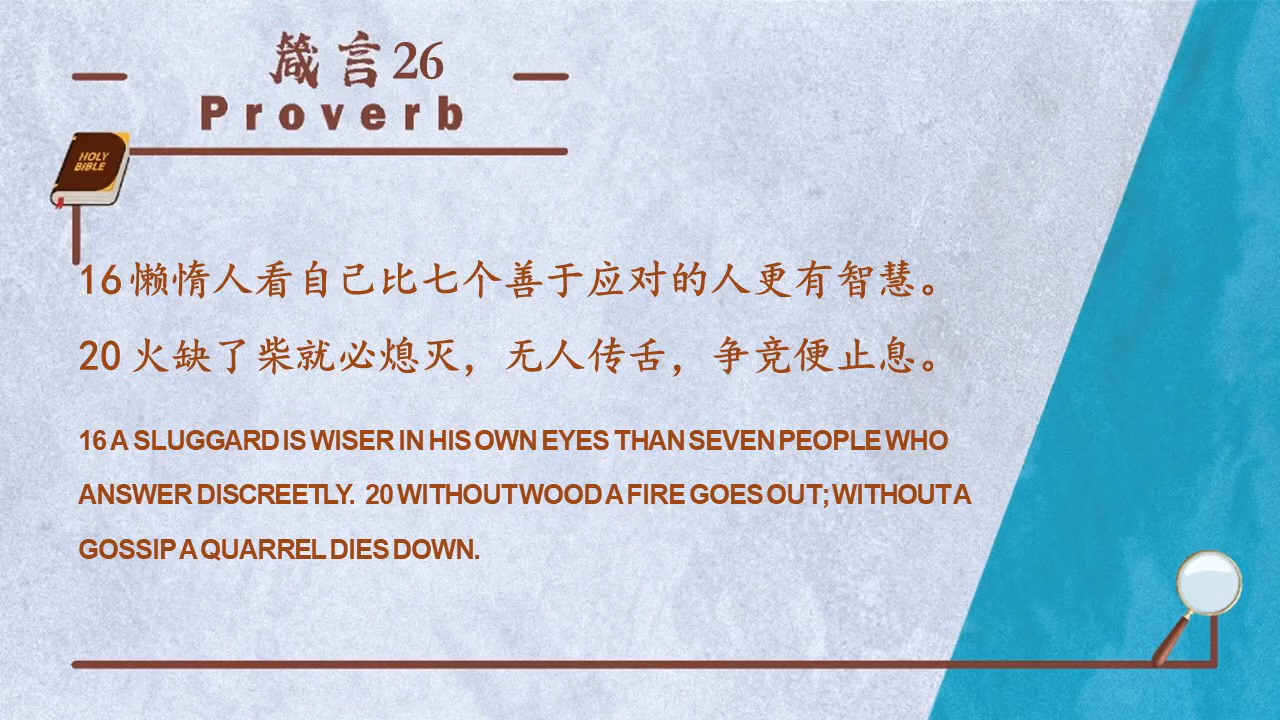 箴言26
Proverb
HOLY
BIBLE
16 懒惰人看自己比七个善于应对的人更有智慧。
20 火缺了柴就必熄灭，无人传舌，争竞便止息。
16 A SLUGGARD IS WISER IN HIS OWN EYES THAN SEVEN PEOPLE WHO
ANSWER DISCREETLY. 20 WITHOUT WOOD A FIRE GOES OUT; WITHOUT A
GOSSIP A QUARREL DIES DOWN.